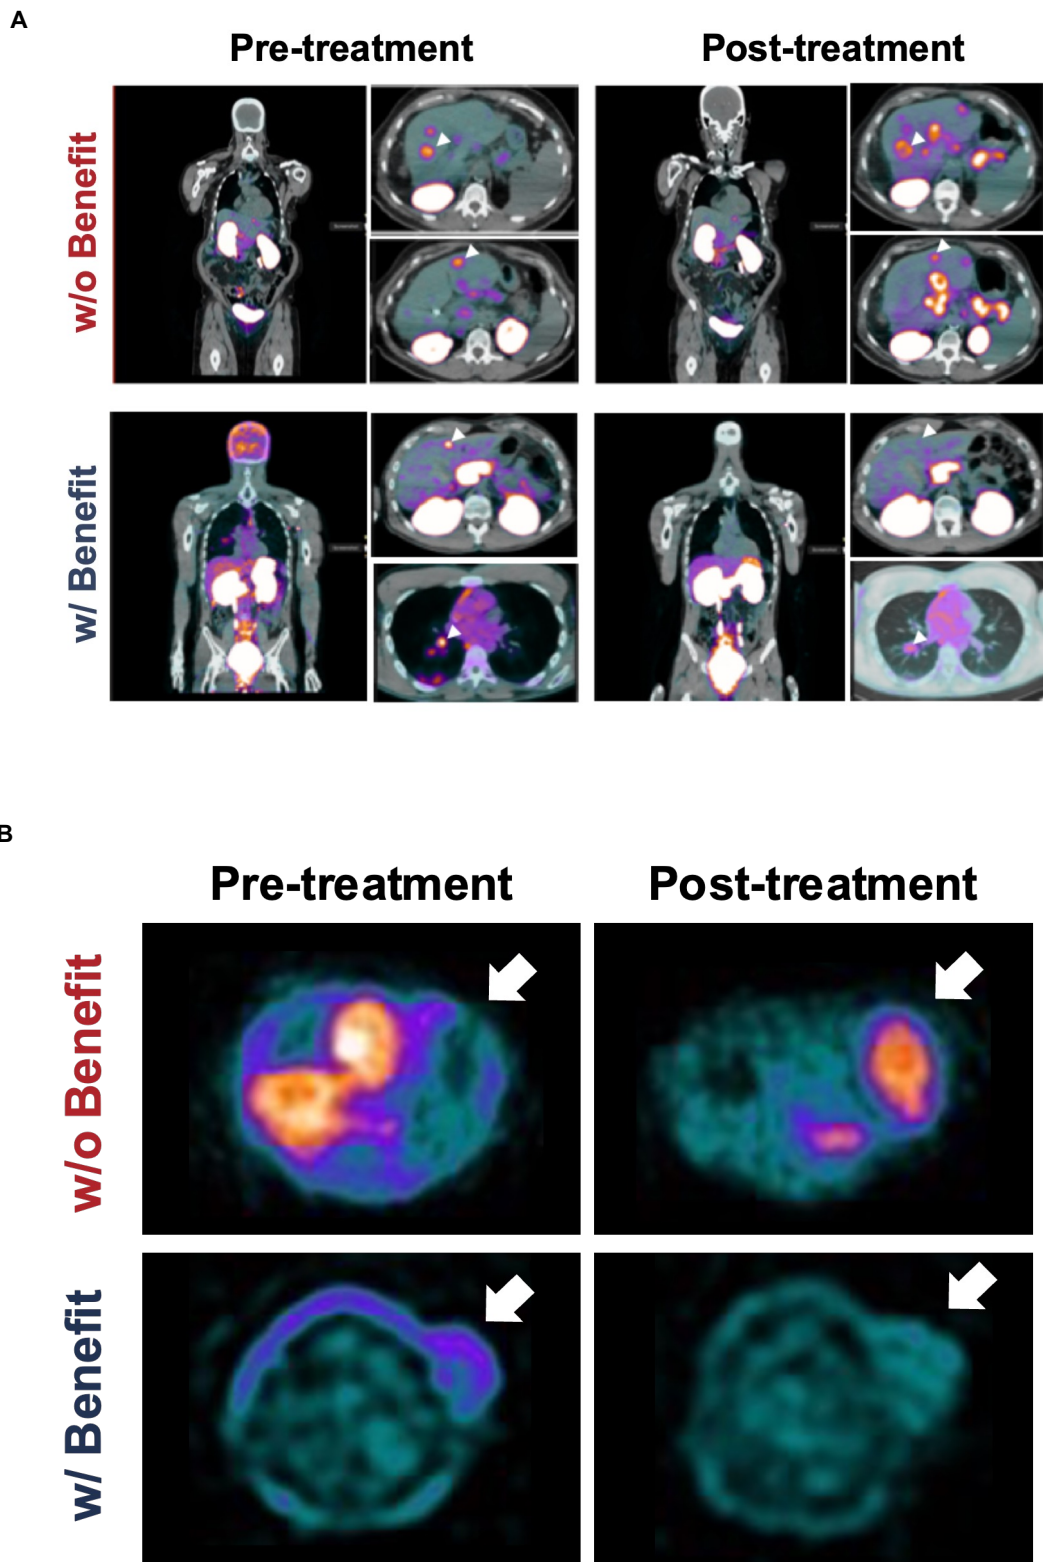 A
Pre-treatment
Post-treatment
w/o Benefit
w/ Benefit
B
Pre-treatment
Post-treatment
w/o Benefit
w/ Benefit